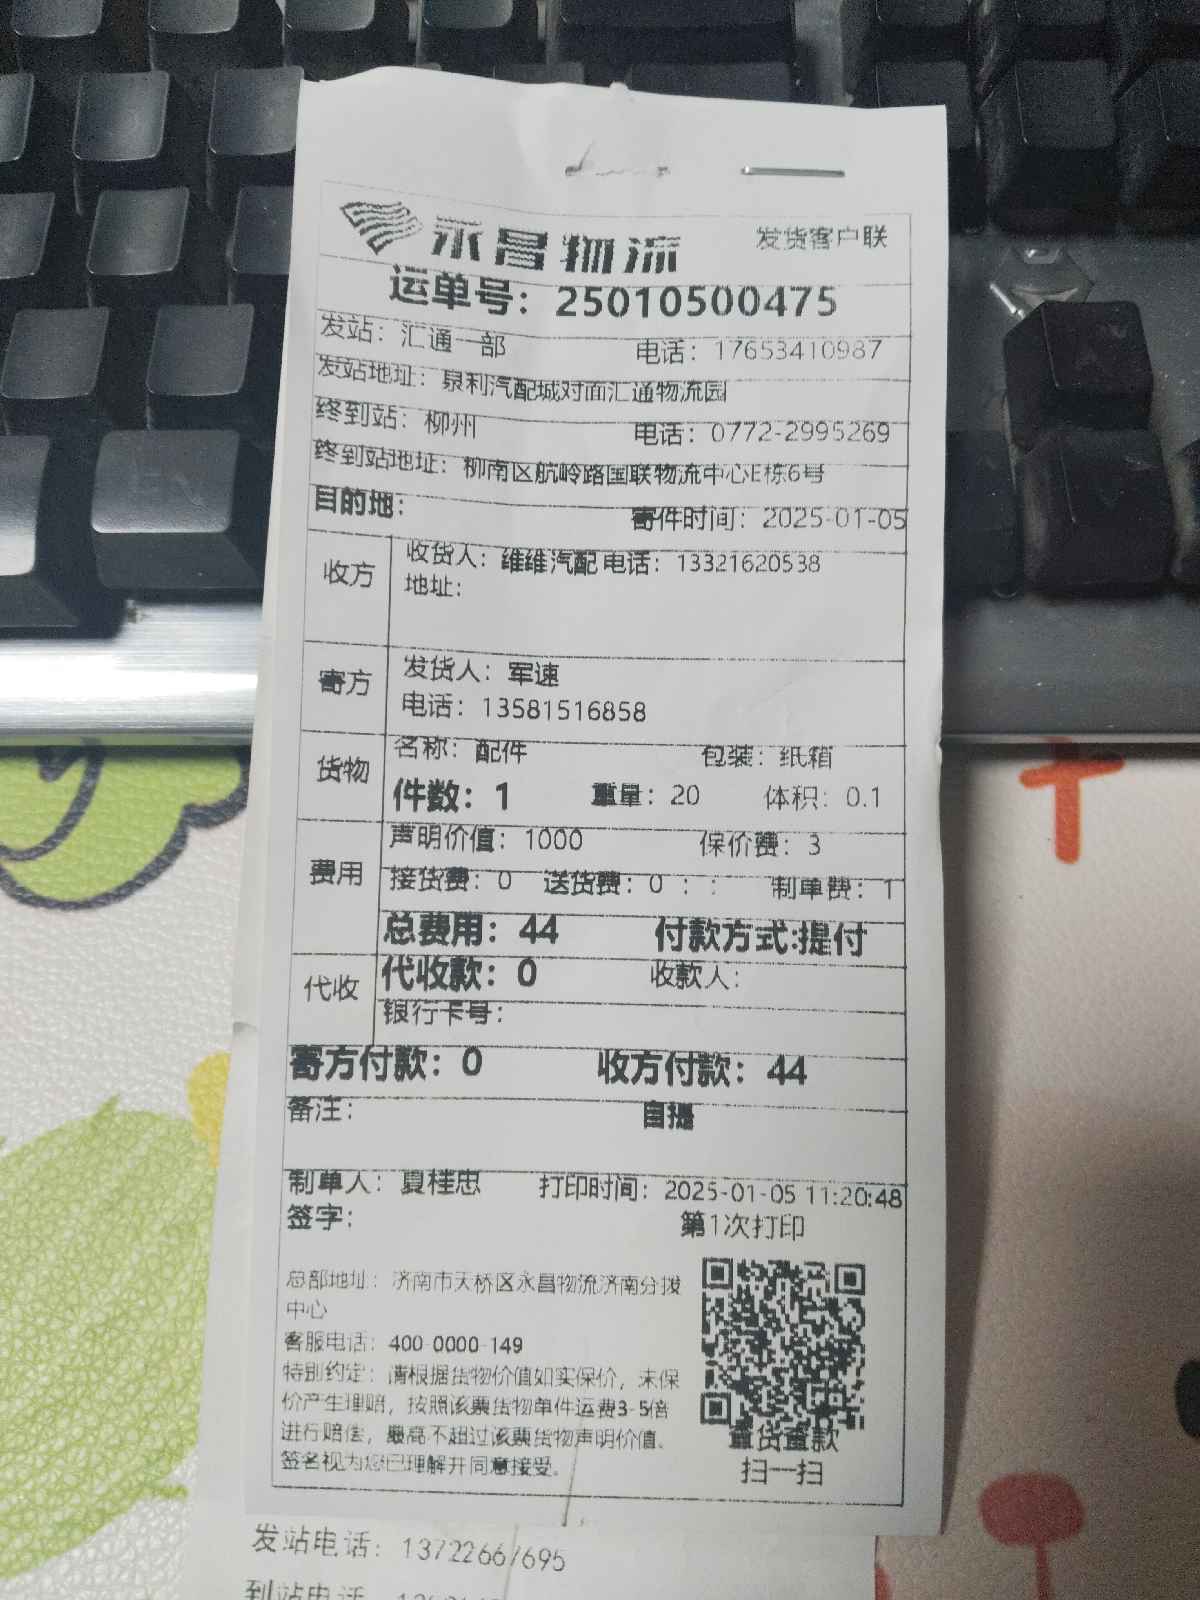 永昌物流 发货客户联
运单号：25010500475
发站：汇通一部 电话：17653410987
发站地址：泉利汽配城对面汇通物流园
终到站：柳州 电话：0772-2995269
终到站地址：柳南区航岭路国联物流中心E栋6号
目的地： 寄件时间：2025-01-05
收方
收货人：维维汽配 电话：13321620538
地址：
寄方
发货人：军速
电话：13581516858
货物
名称：配件 包装：纸箱
件数：1 重量：20 体积：0.1
费用
声明价值：1000 保价费：3
接货费：0 送货费：0 ： ： 制单费：1
总费用：44 付款方式:提付
代收
代收款：0 收款人：
银行卡号：
寄方付款：0 收方付款：44
备注： 自提
制单人：夏桂忠 打印时间：2025-01-05 11:20:48
签字： 第1次打印
总部地址：济南市天桥区永昌物流济南分拨
中心
客服电话：400-0000-149
特别约定：请根据货物价值如实保价，未保
价产生理赔，按照该票货物单件运费3-5倍
进行赔偿，最高不超过该票货物声明价值。
签名视为您已理解并同意接受。
查货查款
扫一扫
发站电话：13722667695
到站电话